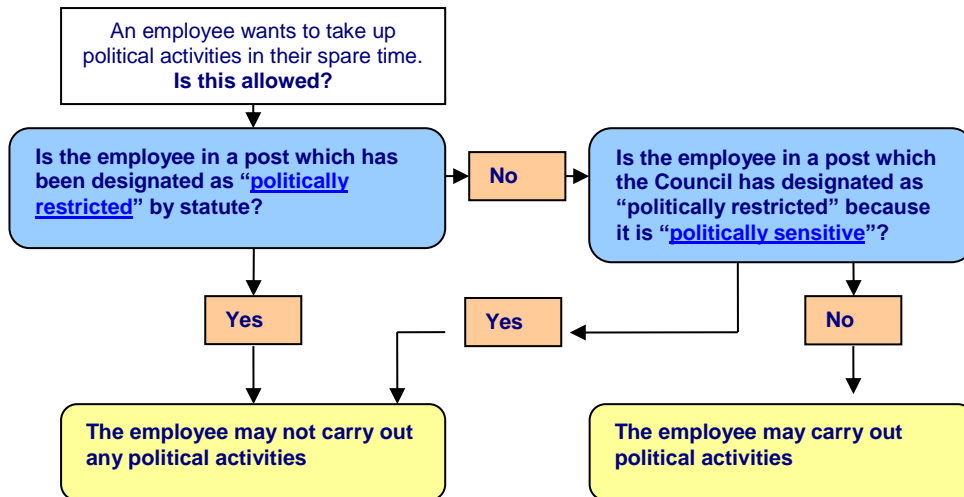 An employee wants to take up
political activities in their spare time.
Is this allowed?
Is the employee in a post which has
been designated as “politically
restricted” by statute?
No
Is the employee in a post which
the Council has designated as
“politically restricted” because
it is “politically sensitive”?
Yes
Yes
No
The employee may not carry out
any political activities
The employee may carry out
political activities